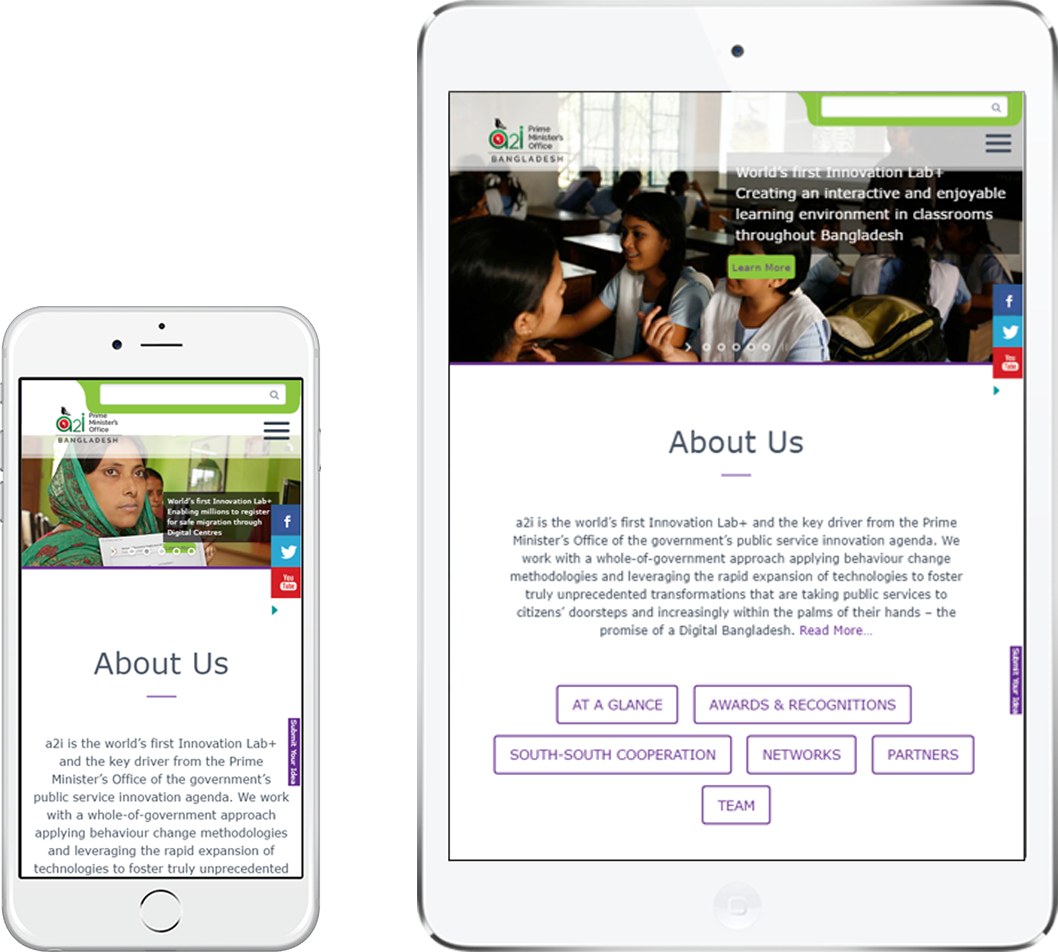 a2i
Prime
Minister's
Office
BANGLADESH
World's first Innovation Lab+
Enabling millions to register
for safe migration through
Digital Centres
f
You
Tube
About Us
Submit Your Idea
a2i is the world's first Innovation Lab+
and the key driver from the Prime
Minister's Office of the government's
public service innovation agenda. We work
with a whole-of-government approach
applying behaviour change methodologies
and leveraging the rapid expansion of
technologies to foster truly unprecedented
a2i
Prime
Minister's
Office
BANGLADESH
World's first Innovation Lab+
Creating an interactive and enjoyable
learning environment in classrooms
throughout Bangladesh
Learn More
f
You
Tube
About Us
a2i is the world's first Innovation Lab+ and the key driver from the Prime
Minister's Office of the government's public service innovation agenda. We
work with a whole-of-government approach applying behaviour change
methodologies and leveraging the rapid expansion of technologies to foster
truly unprecedented transformations that are taking public services to
citizens' doorsteps and increasingly within the palms of their hands – the
promise of a Digital Bangladesh. Read More...
Submit Your Idea
AT A GLANCE
AWARDS & RECOGNITIONS
SOUTH-SOUTH COOPERATION
NETWORKS
PARTNERS
TEAM